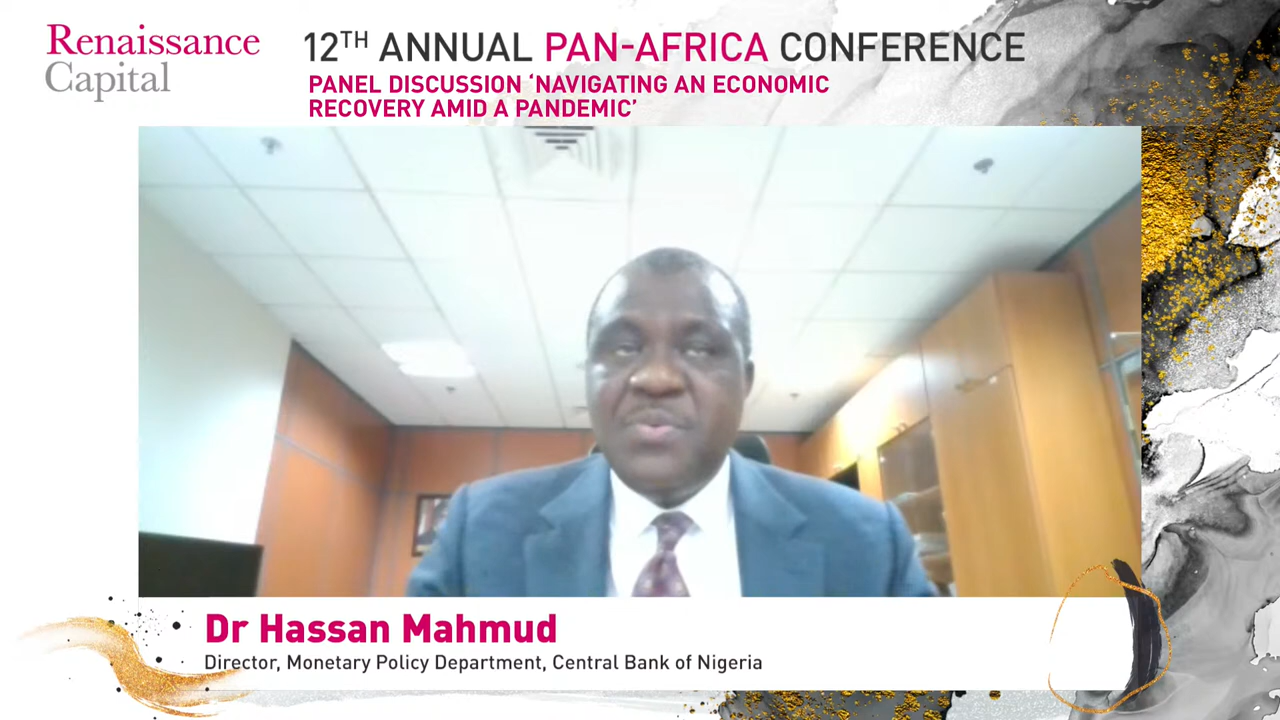 Renaissance
Capital
12TH ANNUAL PAN-AFRICA CONFERENCE
PANEL DISCUSSION ‘NAVIGATING AN ECONOMIC
RECOVERY AMID A PANDEMIC’
Dr Hassan Mahmud
Director, Monetary Policy Department, Central Bank of Nigeria